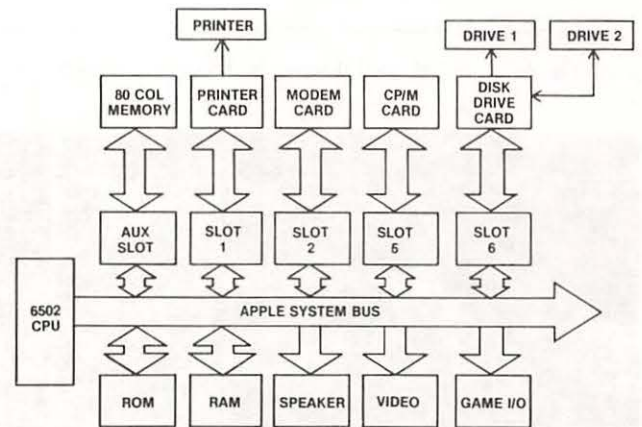 PRINTER
DRIVE 1
DRIVE 2
80 COL
MEMORY
PRINTER
CARD
MODEM
CARD
CP/M
CARD
DISK
DRIVE
CARD
AUX
SLOT
SLOT
1
SLOT
2
SLOT
5
SLOT
6
6502
CPU
APPLE SYSTEM BUS
ROM
RAM
SPEAKER
VIDEO
GAME I/O